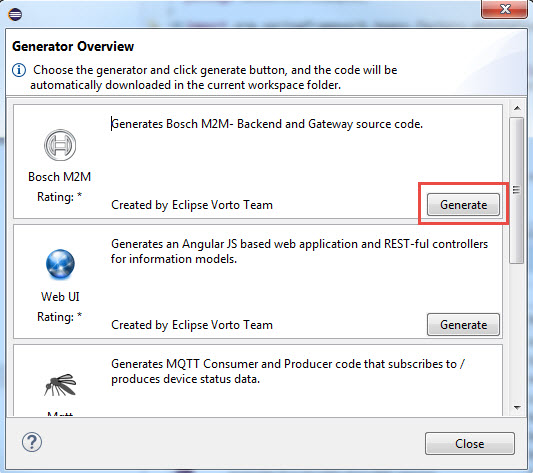 Generator Overview
Choose the generator and click generate button, and the code will be
automatically downloaded in the current workspace folder.
Generates Bosch M2M- Backend and Gateway source code.
Bosch M2M
Rating: *
Created by Eclipse Vorto Team
Generate
Generates an Angular JS based web application and REST-ful controllers
for information models.
Web UI
Rating: *
Created by Eclipse Vorto Team
Generate
Generates MQTT Consumer and Producer code that subscribes to /
produces device status data.
Mqtt
Close